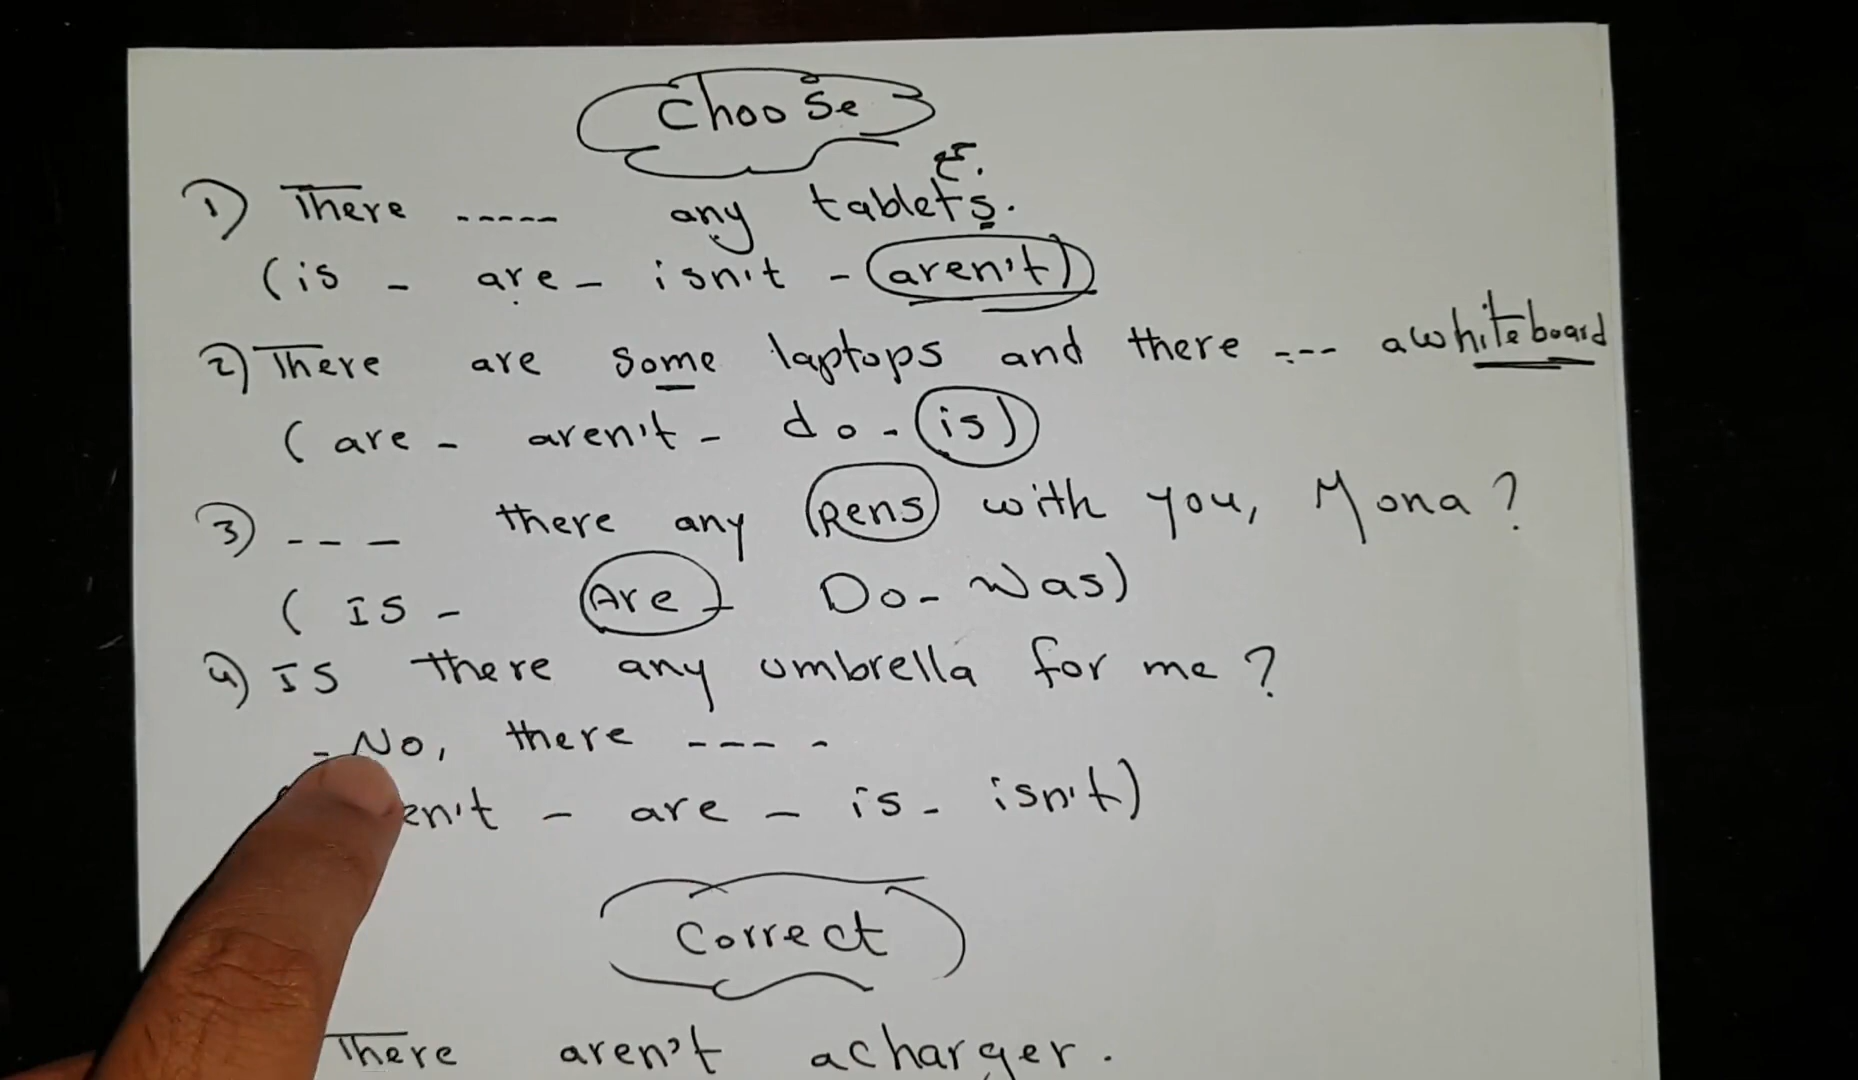 Choose
ج.
1) There ----- any tablets.
(is - are - isn't - aren't)
2) There are some laptops and there ---- a whiteboard
(are - aren't - do - is)
3) --- there any pens with you, Mona?
(Is - Are - Do - Was)
4) Is there any umbrella for me?
- No, there ----
en't - are - is - isn't)
Correct
There aren't a charger.